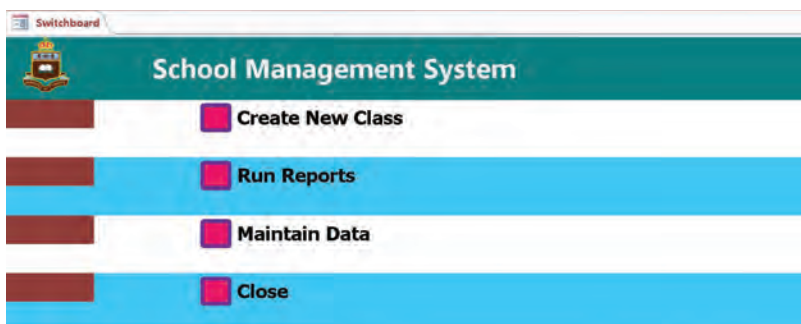 Switchboard
School Management System
Create New Class
Run Reports
Maintain Data
Close